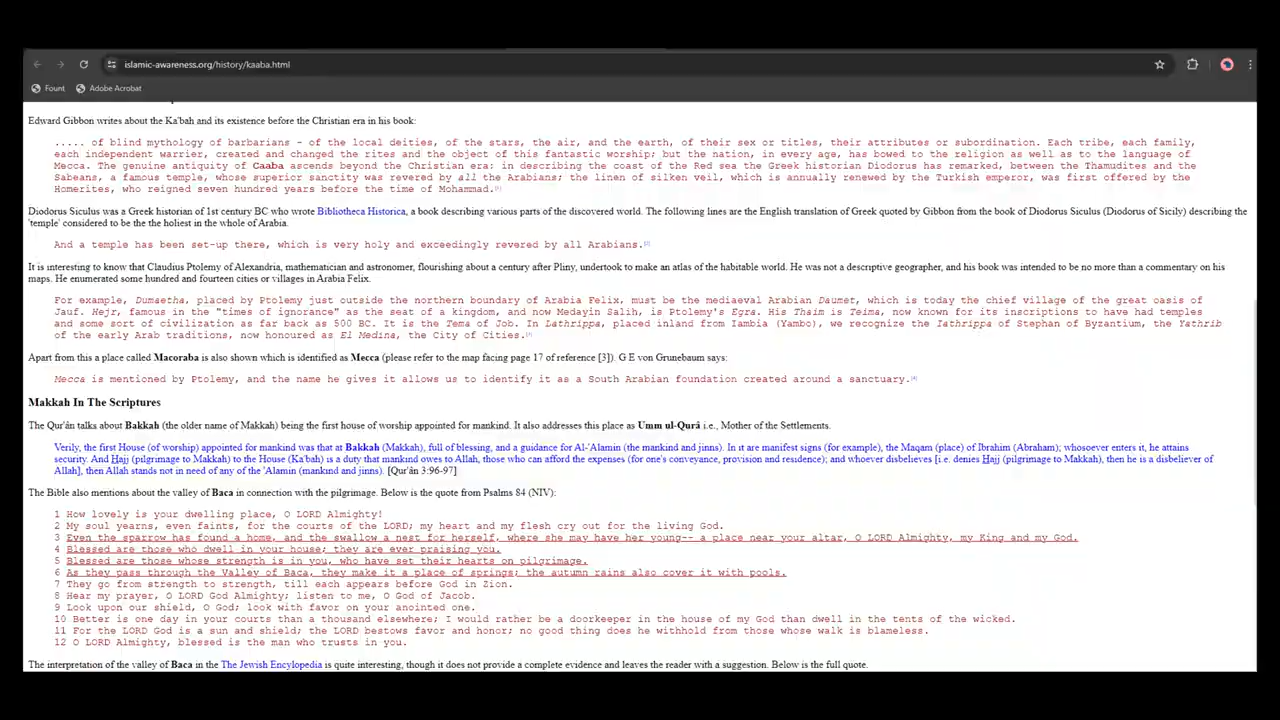 islamic-awareness.org/history/kaaba.html
Fount
Adobe Acrobat
Edward Gibbon writes about the Ka'bah and its existence before the Christian era in his book:
..... of blind mythology of barbarians - of the local deities, of the stars, the air, and the earth, of their sex or titles, their attributes or subordination. Each tribe, each family,
each independent warrior, created and changed the rites and the object of this fantastic worship; but the nation, in every age, has bowed to the religion as well as to the language of
Mecca. The genuine antiquity of Caaba ascends beyond the Christian era: in describing the coast of the Red sea the Greek historian Diodorus has remarked, between the Thamudites and the
Sabeans, a famous temple, whose superior sanctity was revered by all the Arabians; the linen of silken veil, which is annually renewed by the Turkish emperor, was first offered by the
Homerites, who reigned seven hundred years before the time of Mohammad.[1]
Diodorus Siculus was a Greek historian of 1st century BC who wrote Bibliotheca Historica, a book describing various parts of the discovered world. The following lines are the English translation of Greek quoted by Gibbon from the book of Diodorus Siculus (Diodorus of Sicily) describing the
'temple' considered to be the the holiest in the whole of Arabia.
And a temple has been set-up there, which is very holy and exceedingly revered by all Arabians.[2]
It is interesting to know that Claudius Ptolemy of Alexandria, mathematician and astronomer, flourishing about a century after Pliny, undertook to make an atlas of the habitable world. He was not a descriptive geographer, and his book was intended to be no more than a commentary on his
maps. He enumerated some hundred and fourteen cities or villages in Arabia Felix.
For example, Dumaetha, placed by Ptolemy just outside the northern boundary of Arabia Felix, must be the mediaeval Arabian Daumet, which is today the chief village of the great oasis of
Jauf. Hejr, famous in the "times of ignorance" as the seat of a kingdom, and now Medayin Salih, is Ptolemy's Egra. His Thaim is Teima, now known for its inscriptions to have had temples
and some sort of civilization as far back as 500 BC. It is the Tema of Job. In Lathrippa, placed inland from Iambia (Yambo), we recognize the Iathrippa of Stephan of Byzantium, the Yathrib
of the early Arab traditions, now honoured as El Medina, the City of Cities.[3]
Apart from this a place called Macoraba is also shown which is identified as Mecca (please refer to the map facing page 17 of reference [3]). G E von Grunebaum says:
Mecca is mentioned by Ptolemy, and the name he gives it allows us to identify it as a South Arabian foundation created around a sanctuary.[4]
Makkah In The Scriptures
The Qur'ân talks about Bakkah (the older name of Makkah) being the first house of worship appointed for mankind. It also addresses this place as Umm ul-Qurâ i.e., Mother of the Settlements.
Verily, the first House (of worship) appointed for mankind was that at Bakkah (Makkah), full of blessing, and a guidance for Al-'Alamin (the mankind and jinns). In it are manifest signs (for example), the Maqam (place) of Ibrahim (Abraham); whosoever enters it, he attains
security. And Hajj (pilgrimage to Makkah) to the House (Ka'bah) is a duty that mankind owes to Allah, those who can afford the expenses (for one's conveyance, provision and residence); and whoever disbelieves [i.e. denies Hajj (pilgrimage to Makkah), then he is a disbeliever of
Allah], then Allah stands not in need of any of the 'Alamin (mankind and jinns). [Qur'ân 3:96-97]
The Bible also mentions about the valley of Baca in connection with the pilgrimage. Below is the quote from Psalms 84 (NIV):
1 How lovely is your dwelling place, O LORD Almighty!
2 My soul yearns, even faints, for the courts of the LORD; my heart and my flesh cry out for the living God.
3 Even the sparrow has found a home, and the swallow a nest for herself, where she may have her young-- a place near your altar, O LORD Almighty, my King and my God.
4 Blessed are those who dwell in your house; they are ever praising you.
5 Blessed are those whose strength is in you, who have set their hearts on pilgrimage.
6 As they pass through the Valley of Baca, they make it a place of springs; the autumn rains also cover it with pools.
7 They go from strength to strength, till each appears before God in Zion.
8 Hear my prayer, O LORD God Almighty; listen to me, O God of Jacob.
9 Look upon our shield, O God; look with favor on your anointed one.
10 Better is one day in your courts than a thousand elsewhere; I would rather be a doorkeeper in the house of my God than dwell in the tents of the wicked.
11 For the LORD God is a sun and shield; the LORD bestows favor and honor; no good thing does he withhold from those whose walk is blameless.
12 O LORD Almighty, blessed is the man who trusts in you.
The interpretation of the valley of Baca in the The Jewish Encylopedia is quite interesting, though it does not provide a complete evidence and leaves the reader with a suggestion. Below is the full quote.